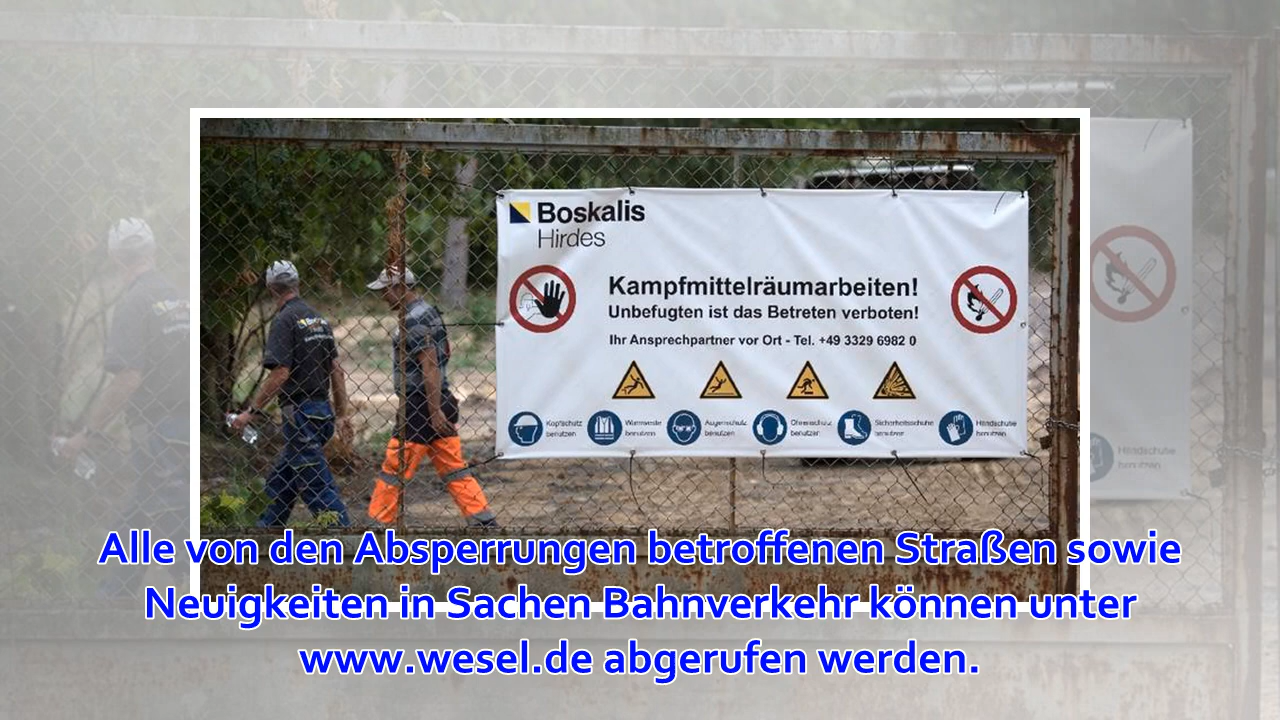 Boskalis
Hirdes
Kampfmittelräumarbeiten!
Unbefugten ist das Betreten verboten!
Ihr Ansprechpartner vor Ort - Tel. +49 3329 6982 0
Kopfschutz benutzen
Warnweste benutzen
Augenschutz benutzen
Ohrenschutz benutzen
Sicherheitsschuhe benutzen
Handschuhe benutzen
Handschuhe
benutzen
Alle von den Absperrungen betroffenen Straßen sowie
Neuigkeiten in Sachen Bahnverkehr können unter
www.wesel.de abgerufen werden.